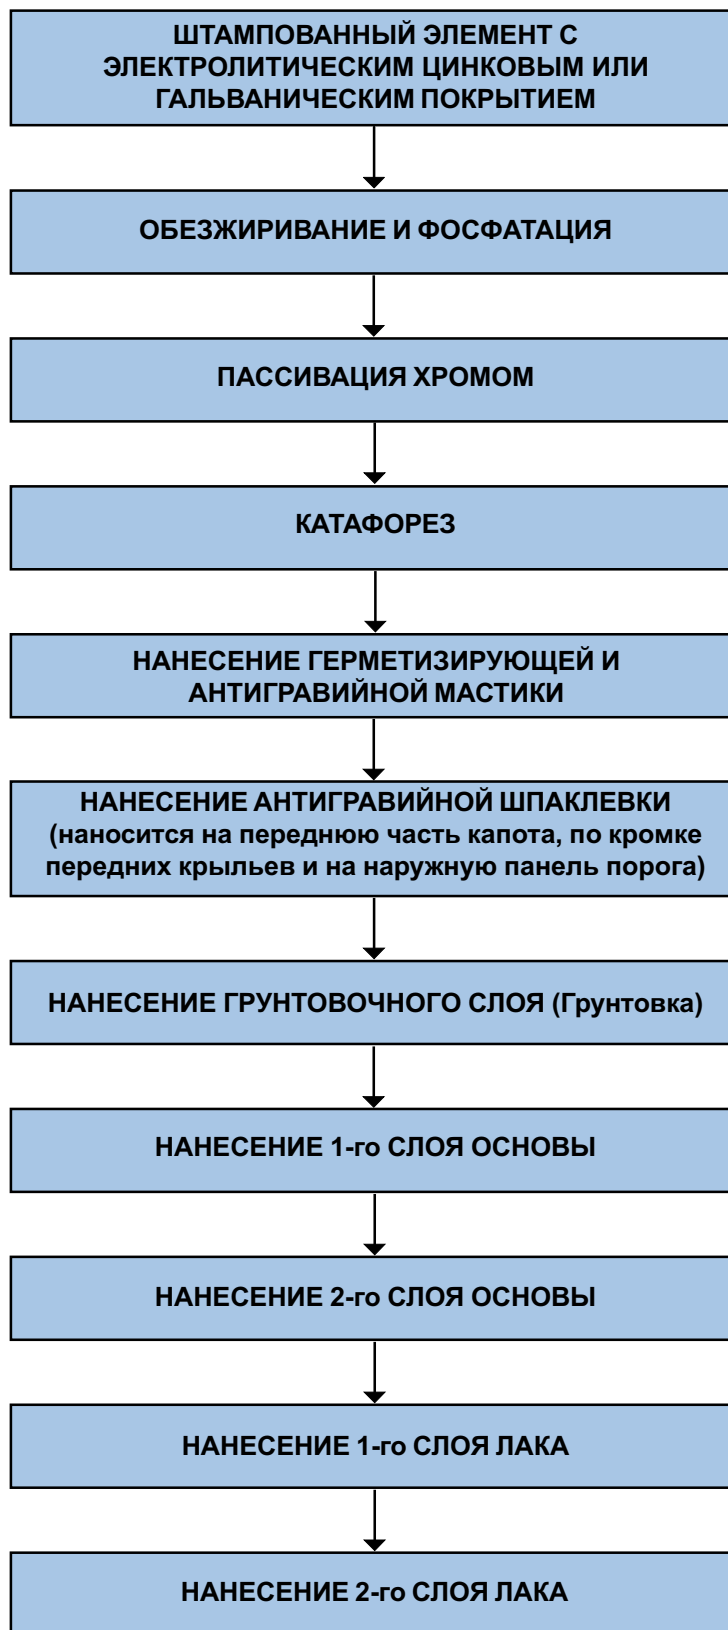 ШТАМПОВАННЫЙ ЭЛЕМЕНТ С
ЭЛЕКТРОЛИТИЧЕСКИМ ЦИНКОВЫМ ИЛИ
ГАЛЬВАНИЧЕСКИМ ПОКРЫТИЕМ
ОБЕЗЖИРИВАНИЕ И ФОСФАТАЦИЯ
ПАССИВАЦИЯ ХРОМОМ
КАТАФОРЕЗ
НАНЕСЕНИЕ ГЕРМЕТИЗИРУЮЩЕЙ И
АНТИГРАВИЙНОЙ МАСТИКИ
НАНЕСЕНИЕ АНТИГРАВИЙНОЙ ШПАКЛЕВКИ
(наносится на переднюю часть капота, по кромке
передних крыльев и на наружную панель порога)
НАНЕСЕНИЕ ГРУНТОВОЧНОГО СЛОЯ (Грунтовка)
НАНЕСЕНИЕ 1-го СЛОЯ ОСНОВЫ
НАНЕСЕНИЕ 2-го СЛОЯ ОСНОВЫ
НАНЕСЕНИЕ 1-го СЛОЯ ЛАКА
НАНЕСЕНИЕ 2-го СЛОЯ ЛАКА